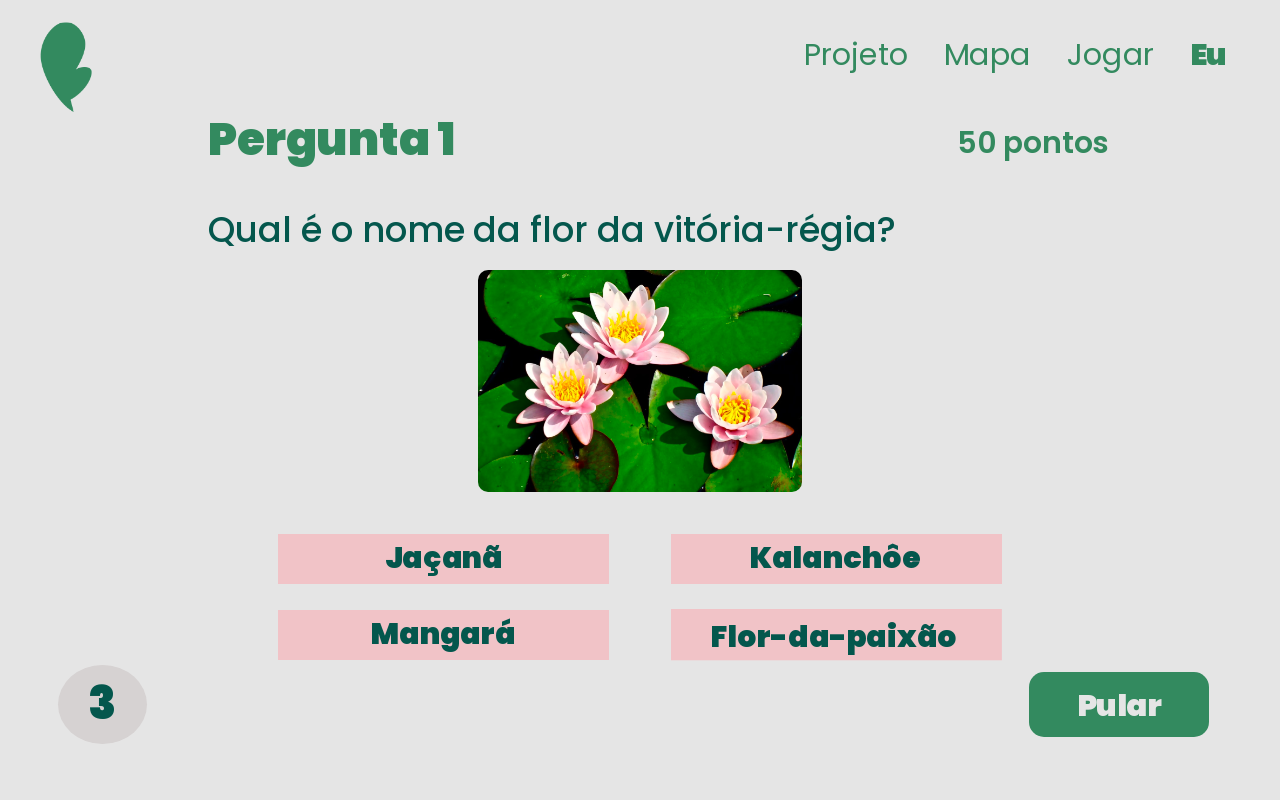 Projeto Mapa Jogar Eu
Pergunta 1
50 pontos
Qual é o nome da flor da vitória-régia?
Jaçanã
Kalanchôe
Mangará
Flor-da-paixão
3
Pular